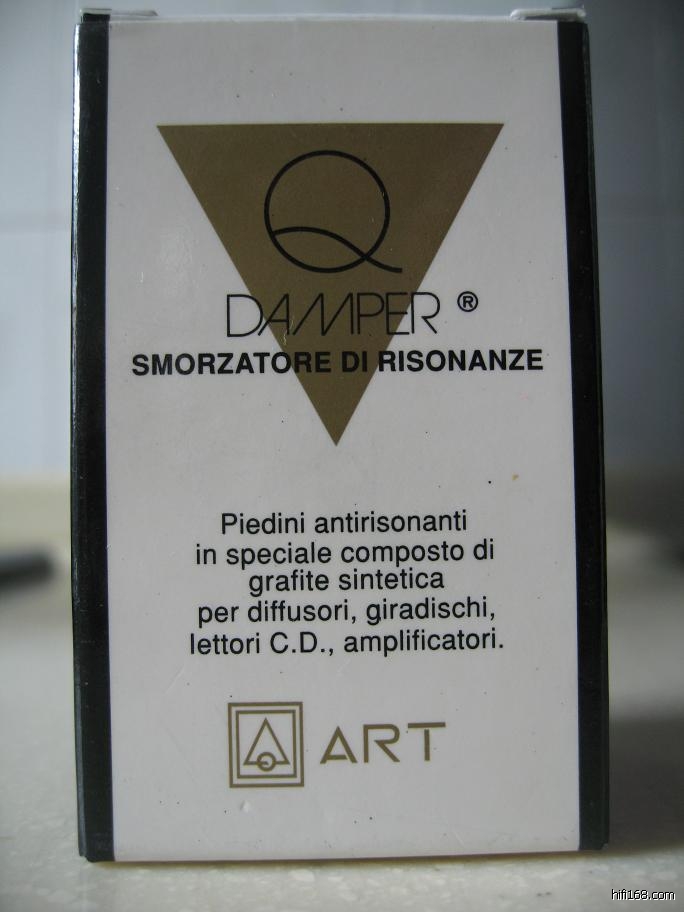 Q
DAMPER ®
SMORZATORE DI RISONANZE
Piedini antirisonanti
in speciale composto di
grafite sintetica
per diffusori, giradischi,
lettori C.D., amplificatori.
ART
hifi168.com